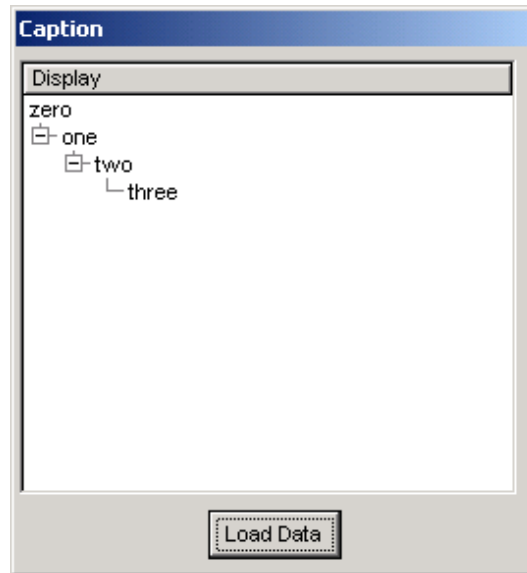 Caption
Display
zero
one
two
three
Load Data